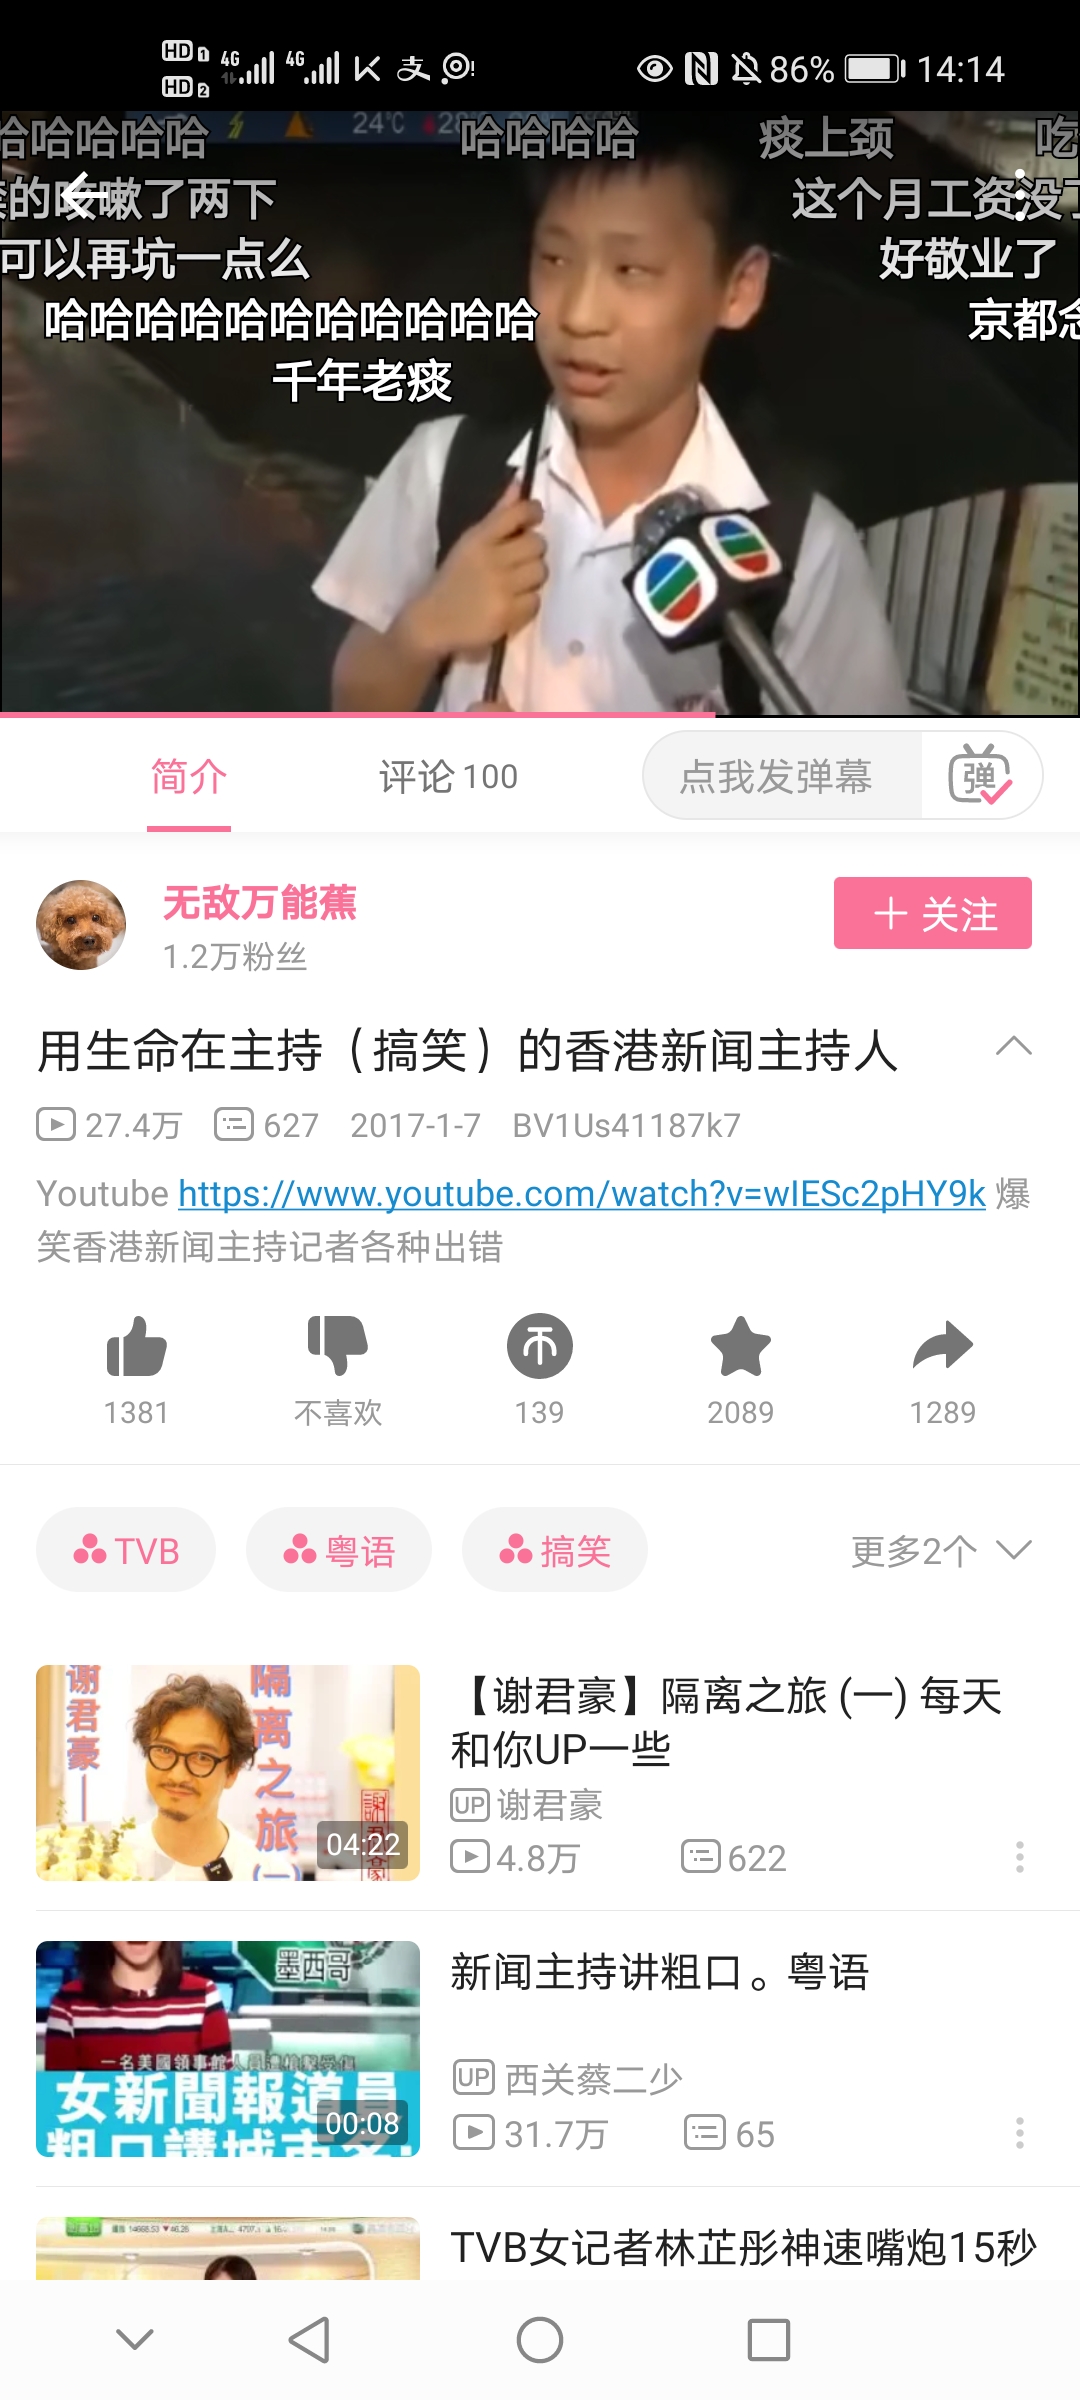 HD 1
HD 2
4G
4G
支
86%
14:14
24℃
哈哈哈哈哈
哈哈哈哈
痰上颈
吃
的咳嗽了两下
这个月工资没了
可以再坑一点么
好敬业了
哈哈哈哈哈哈哈哈哈哈哈
京都念
千年老痰
简介
评论100
点我发弹幕
弹
无敌万能蕉
1.2万粉丝
关注
用生命在主持（搞笑）的香港新闻主持人
27.4万 627 2017-1-7 BV1Us41187k7
Youtube https://www.youtube.com/watch?v=wIESc2pHY9k 爆
笑香港新闻主持记者各种出错
1381
不喜欢
139
2089
1289
TVB
粤语
搞笑
更多2个
谢君豪
隔离之旅
(一)
04:22
【谢君豪】隔离之旅 (一) 每天
和你UP一些
UP 谢君豪
4.8万 622
墨西哥
一名美國領事館人員遭槍擊受傷
女新聞報道員
00:08
新闻主持讲粗口。粤语
UP 西关蔡二少
31.7万 65
TVB女记者林芷彤神速嘴炮15秒